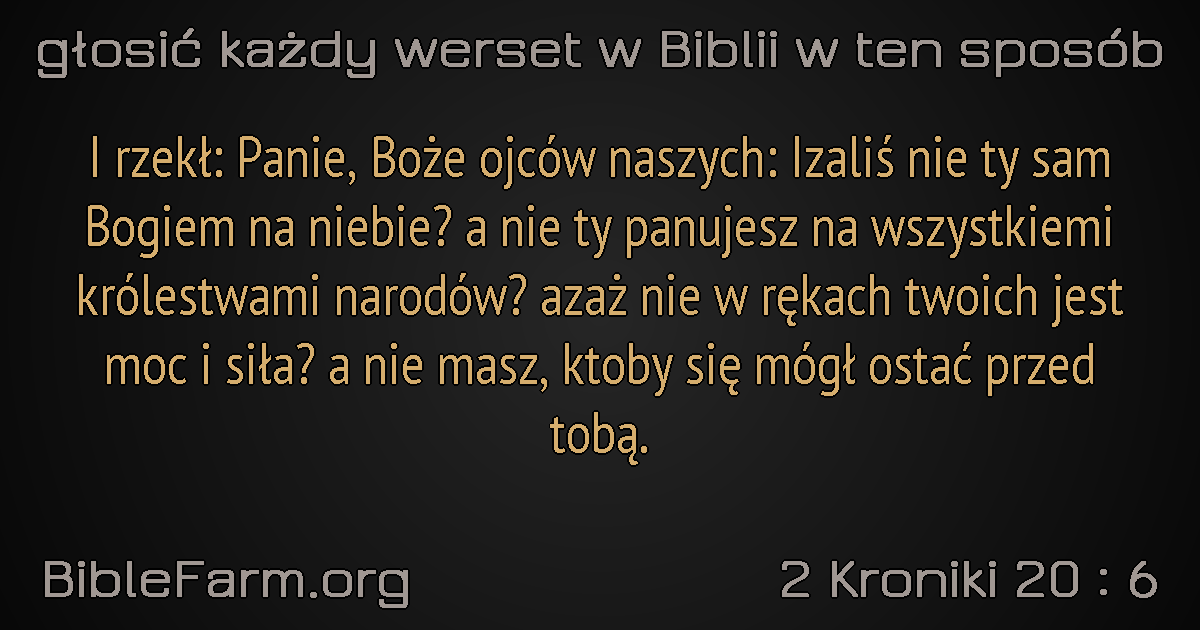 głosić każdy werset w Biblii w ten sposób
I rzekł: Panie, Boże ojców naszych: Izaliś nie ty sam
Bogiem na niebie? a nie ty panujesz na wszystkiemi
królestwami narodów? azaż nie w rękach twoich jest
moc i siła? a nie masz, ktoby się mógł ostać przed
tobą.
BibleFarm.org
2 Kroniki 20 : 6